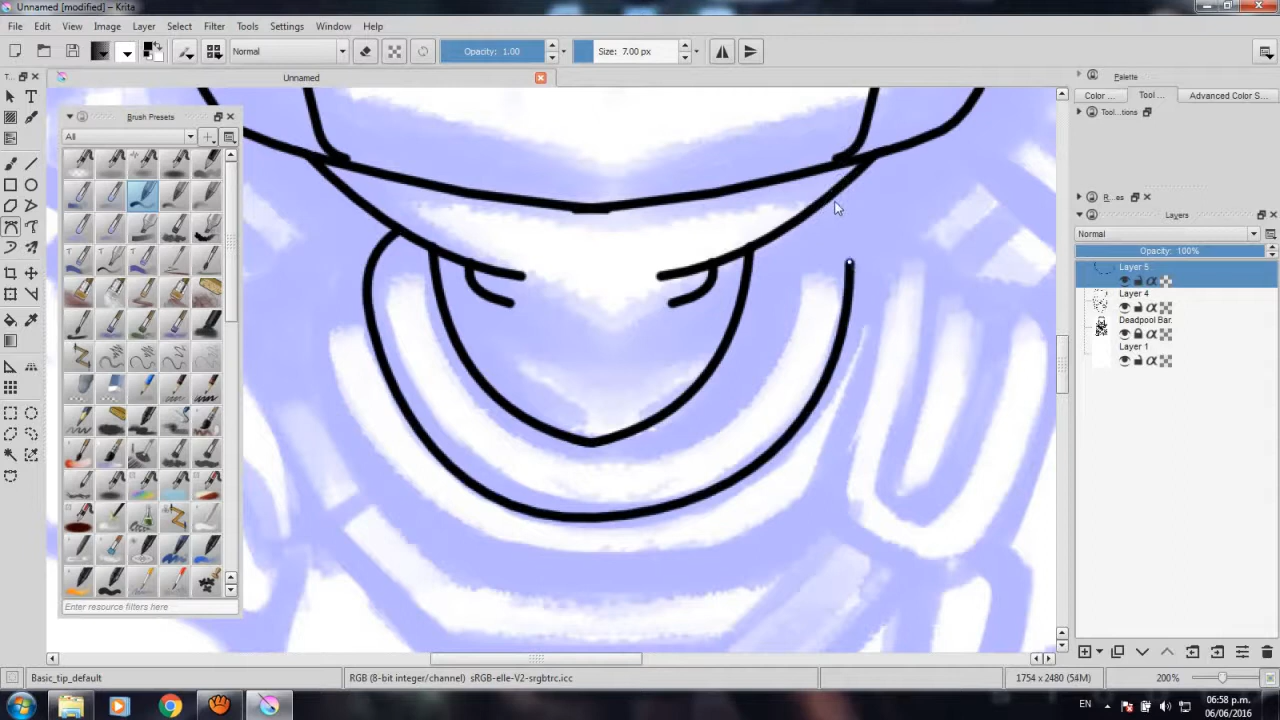 Unnamed [modified] – Krita
File Edit View Image Layer Select Filter Tools Settings Window Help
Normal Opacity: 1.00 Size: 7.00 px
Unnamed
T...
Palette
Color ... Tool ... Advanced Color S...
Tool...tions
Brush Presets
All
R...es
Layers
Normal
Opacity: 100%
Layer 5
Layer 4
Deadpool Bar.
Layer 1
Enter resource filters here
Basic_tip_default RGB (8-bit integer/channel) sRGB-elle-V2-srgbtrc.icc 1754 x 2480 (54M) 200%
EN 06:58 p.m.
06/06/2016